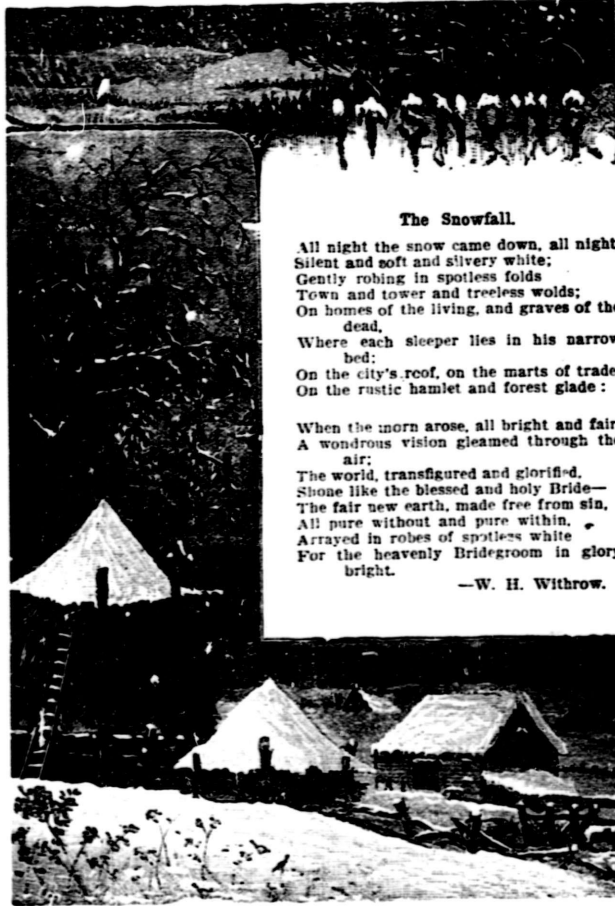 The Snowfall.
All night the snow came down, all night
Silent and soft and silvery white;
Gently robing in spotless folds
Town and tower and treeless wolds;
On homes of the living, and graves of the
dead,
Where each sleeper lies in his narrow
bed;
On the city's roof, on the marts of trade
On the rustic hamlet and forest glade:
When the morn arose, all bright and fair
A wondrous vision gleamed through the
air;
The world, transfigured and glorified,
Shone like the blessed and holy Bride—
The fair new earth, made free from sin,
All pure without and pure within,
Arrayed in robes of spotless white
For the heavenly Bridegroom in glory
bright.
—W. H. Withrow.